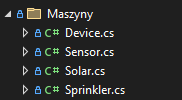 Maszyny
C# Device.cs
C# Sensor.cs
C# Solar.cs
C# Sprinkler.cs